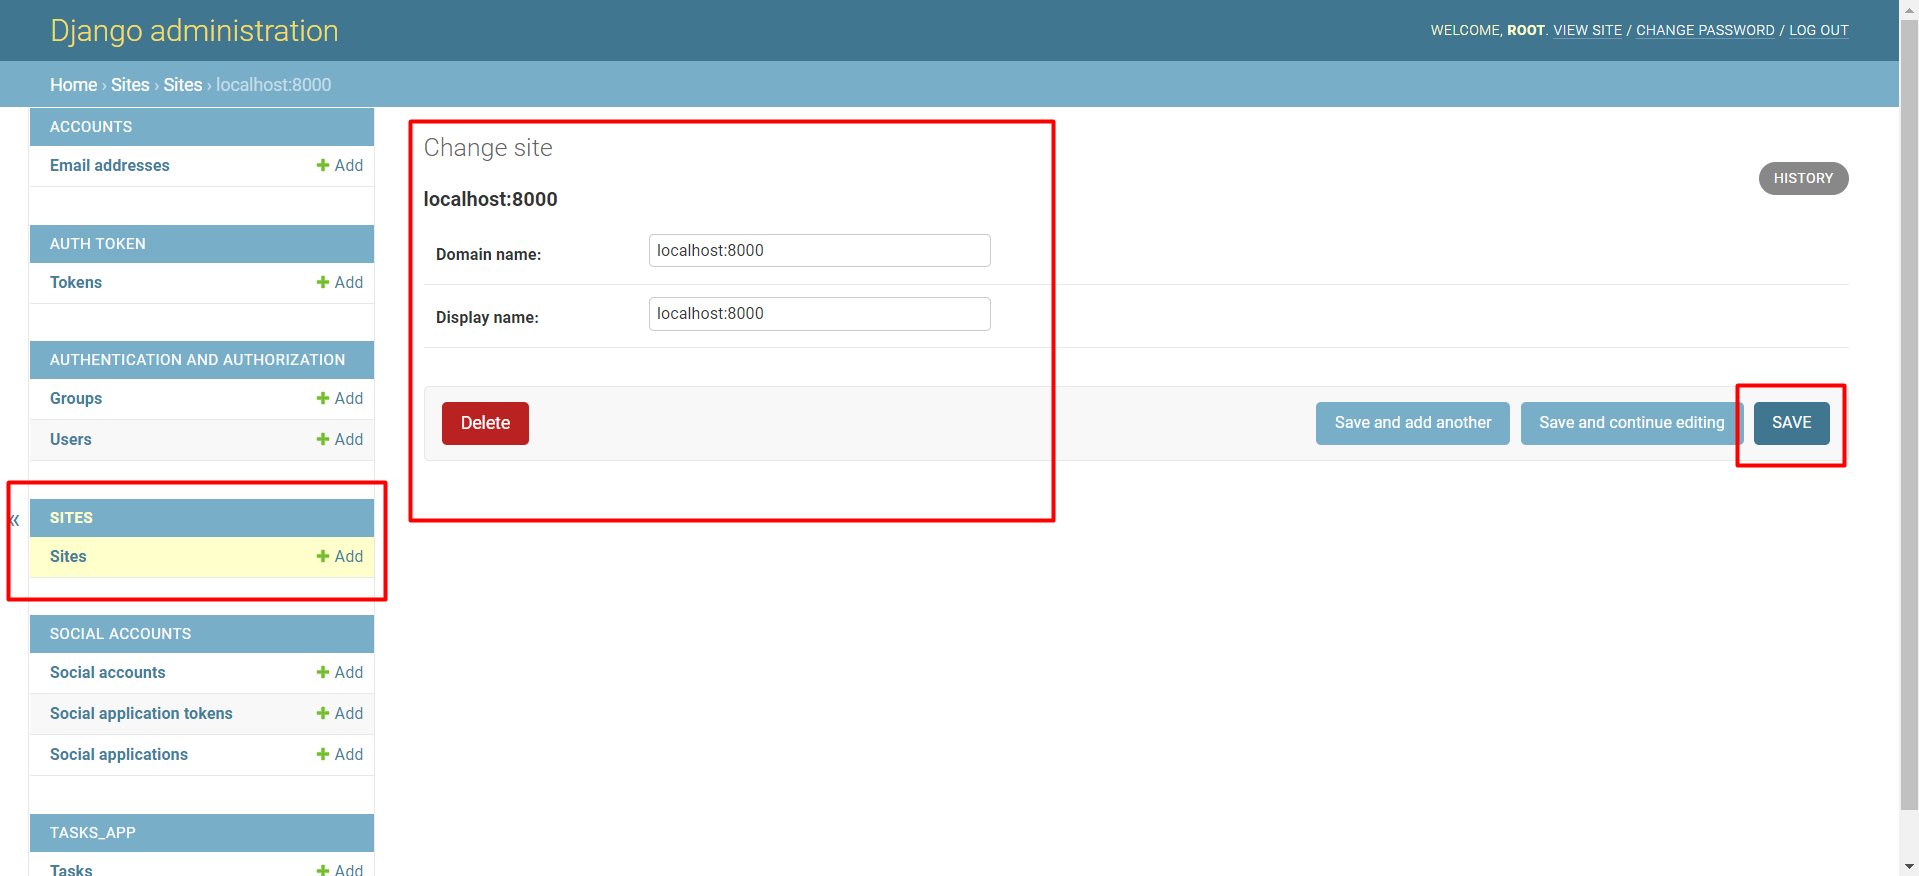 Django administration
WELCOME, ROOT. VIEW SITE / CHANGE PASSWORD / LOG OUT
Home › Sites › Sites › localhost:8000
ACCOUNTS
Email addresses Add
AUTH TOKEN
Tokens Add
AUTHENTICATION AND AUTHORIZATION
Groups Add
Users Add
«
SITES
Sites Add
SOCIAL ACCOUNTS
Social accounts Add
Social application tokens Add
Social applications Add
TASKS_APP
Tasks Add
Change site
HISTORY
localhost:8000
Domain name: localhost:8000
Display name: localhost:8000
Delete Save and add another Save and continue editing SAVE